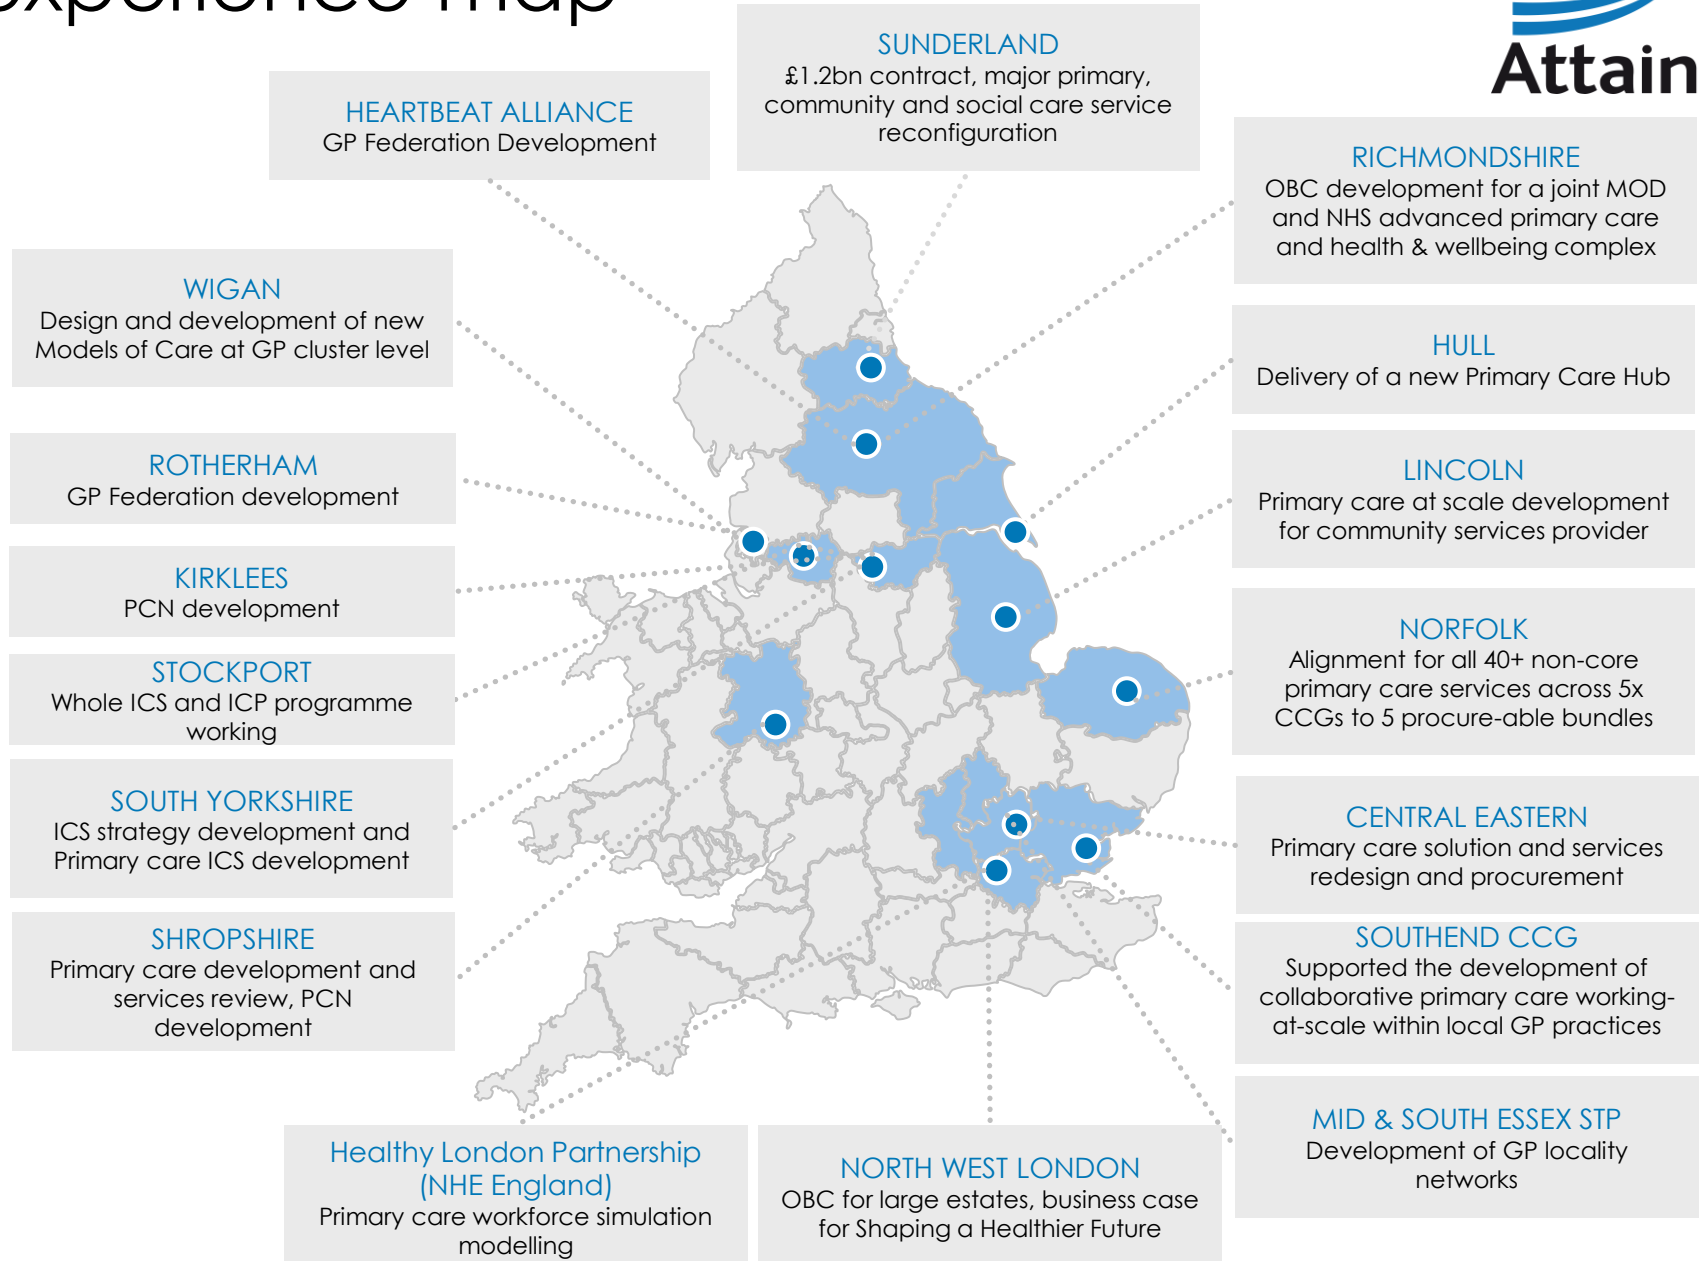 experience map
Attain
SUNDERLAND
£1.2bn contract, major primary,
community and social care service
reconfiguration
HEARTBEAT ALLIANCE
GP Federation Development
RICHMONDSHIRE
OBC development for a joint MOD
and NHS advanced primary care
and health & wellbeing complex
WIGAN
Design and development of new
Models of Care at GP cluster level
HULL
Delivery of a new Primary Care Hub
ROTHERHAM
GP Federation development
LINCOLN
Primary care at scale development
for community services provider
KIRKLEES
PCN development
NORFOLK
Alignment for all 40+ non-core
primary care services across 5x
CCGs to 5 procure-able bundles
STOCKPORT
Whole ICS and ICP programme
working
SOUTH YORKSHIRE
ICS strategy development and
Primary care ICS development
CENTRAL EASTERN
Primary care solution and services
redesign and procurement
SHROPSHIRE
Primary care development and
services review, PCN
development
SOUTHEND CCG
Supported the development of
collaborative primary care working-
at-scale within local GP practices
MID & SOUTH ESSEX STP
Development of GP locality
networks
Healthy London Partnership
(NHE England)
Primary care workforce simulation
modelling
NORTH WEST LONDON
OBC for large estates, business case
for Shaping a Healthier Future